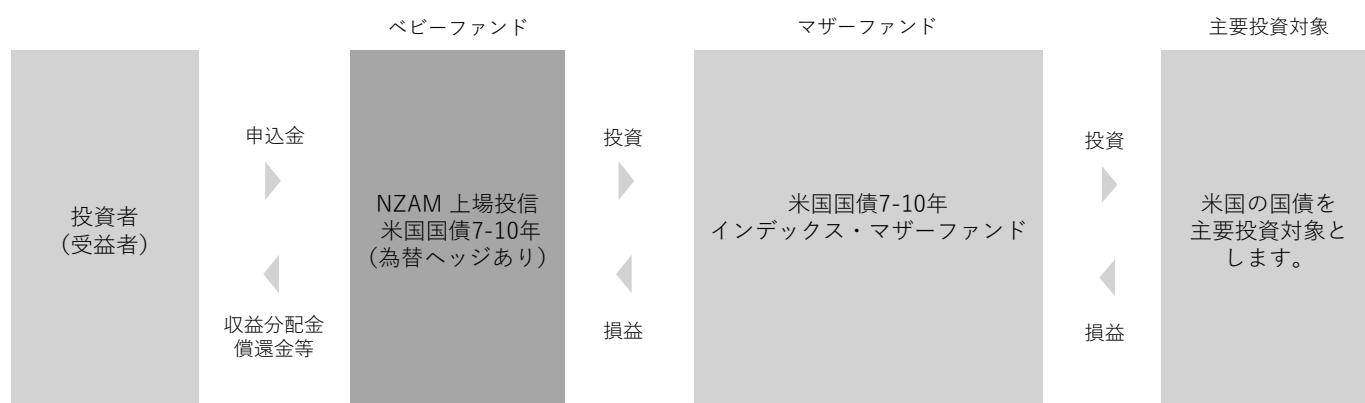 ベビーファンド
マザーファンド
主要投資対象
投資者
（受益者）
申込金
収益分配金
償還金等
NZAM 上場投信
米国国債7-10年
（為替ヘッジあり）
投資
損益
米国国債7-10年
インデックス・マザーファンド
投資
損益
米国の国債を
主要投資対象と
します。